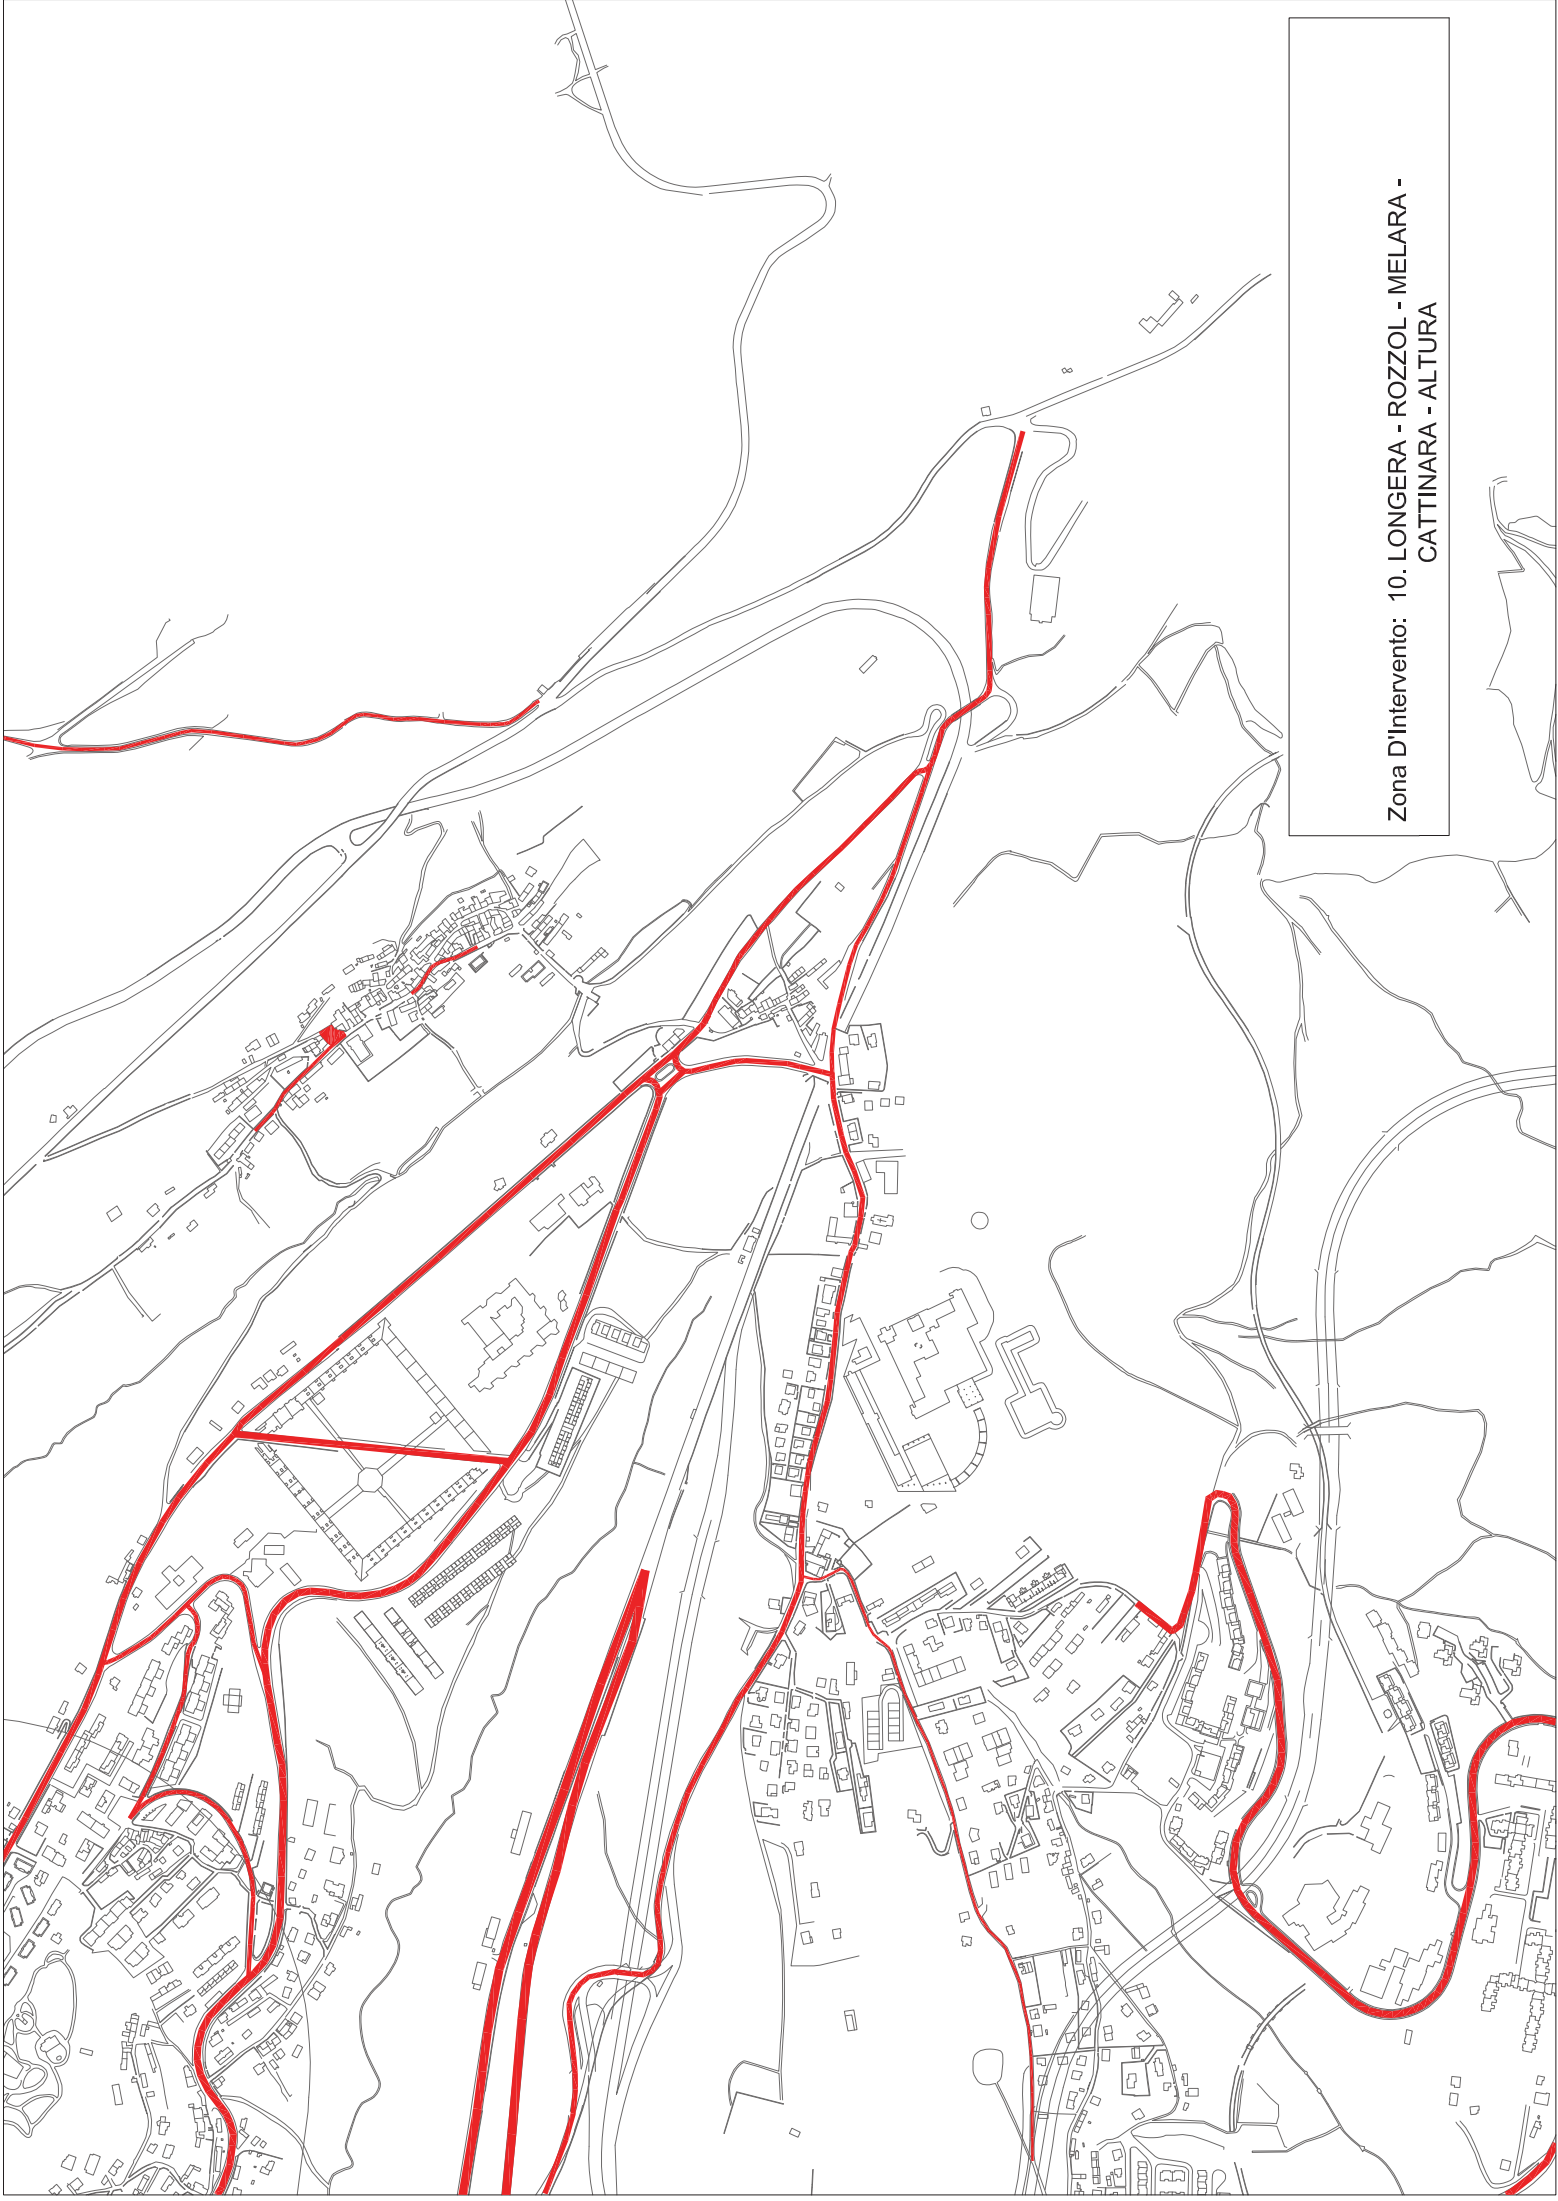 Zona D'Intervento: 10. LONGERA - ROZZOL - MELARA -
CATTINARA - ALTURA